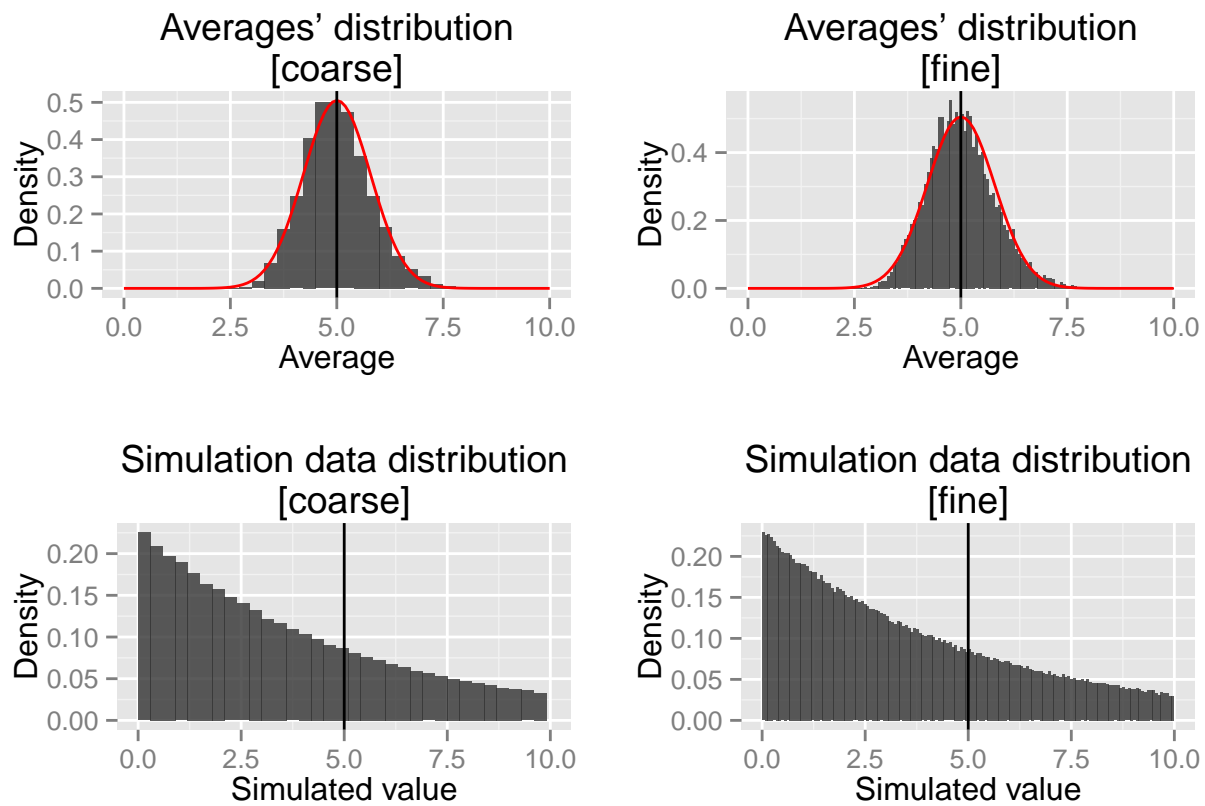 Averages’ distribution
[coarse]
Density
0.5
0.4
0.3
0.2
0.1
0.0
0.0 2.5 5.0 7.5 10.0
Average
Averages’ distribution
[fine]
Density
0.4
0.2
0.0
0.0 2.5 5.0 7.5 10.0
Average
Simulation data distribution
[coarse]
Density
0.20
0.15
0.10
0.05
0.00
0.0 2.5 5.0 7.5 10.0
Simulated value
Simulation data distribution
[fine]
Density
0.20
0.15
0.10
0.05
0.00
0.0 2.5 5.0 7.5 10.0
Simulated value